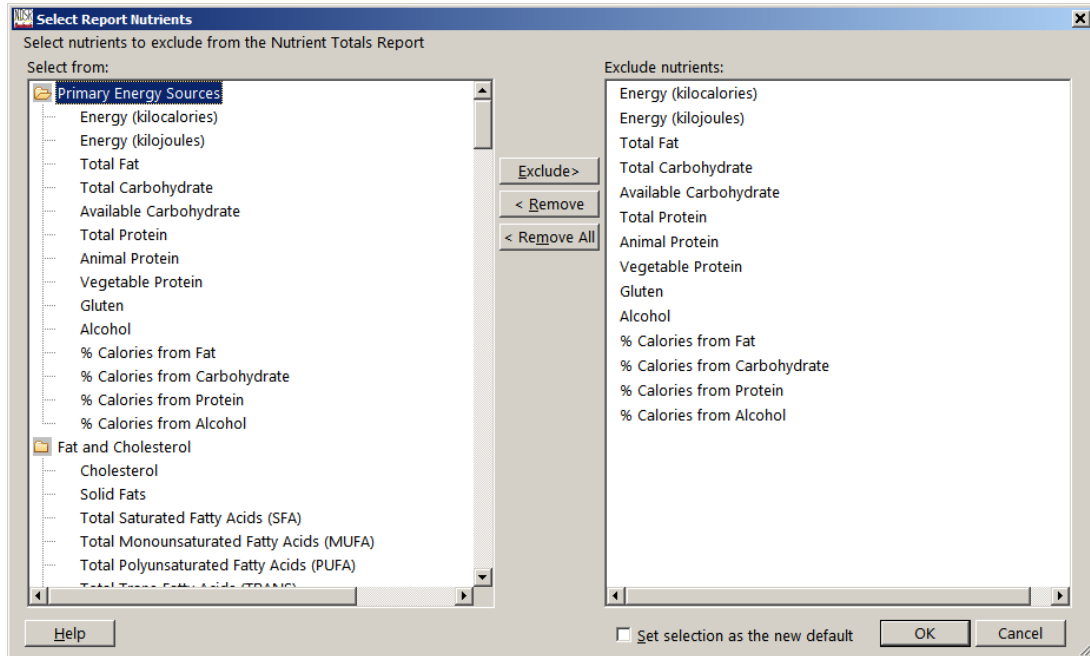 Select Report Nutrients
Select nutrients to exclude from the Nutrient Totals Report
Select from:
Primary Energy Sources
Energy (kilocalories)
Energy (kilojoules)
Total Fat
Total Carbohydrate
Available Carbohydrate
Total Protein
Animal Protein
Vegetable Protein
Gluten
Alcohol
% Calories from Fat
% Calories from Carbohydrate
% Calories from Protein
% Calories from Alcohol
Fat and Cholesterol
Cholesterol
Solid Fats
Total Saturated Fatty Acids (SFA)
Total Monounsaturated Fatty Acids (MUFA)
Total Polyunsaturated Fatty Acids (PUFA)
Total Trans Fatty Acids (TRANS)
Exclude>
< Remove
< Remove All
Exclude nutrients:
Energy (kilocalories)
Energy (kilojoules)
Total Fat
Total Carbohydrate
Available Carbohydrate
Total Protein
Animal Protein
Vegetable Protein
Gluten
Alcohol
% Calories from Fat
% Calories from Carbohydrate
% Calories from Protein
% Calories from Alcohol
Help
Set selection as the new default
OK
Cancel